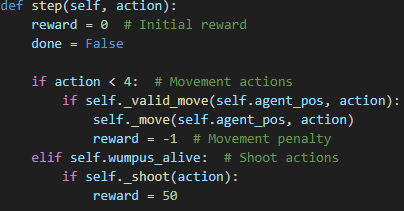 def step(self, action):
    reward = 0  # Initial reward
    done = False

    if action < 4:  # Movement actions
        if self._valid_move(self.agent_pos, action):
            self._move(self.agent_pos, action)
            reward = -1  # Movement penalty
    elif self.wumpus_alive:  # Shoot actions
        if self._shoot(action):
            reward = 50